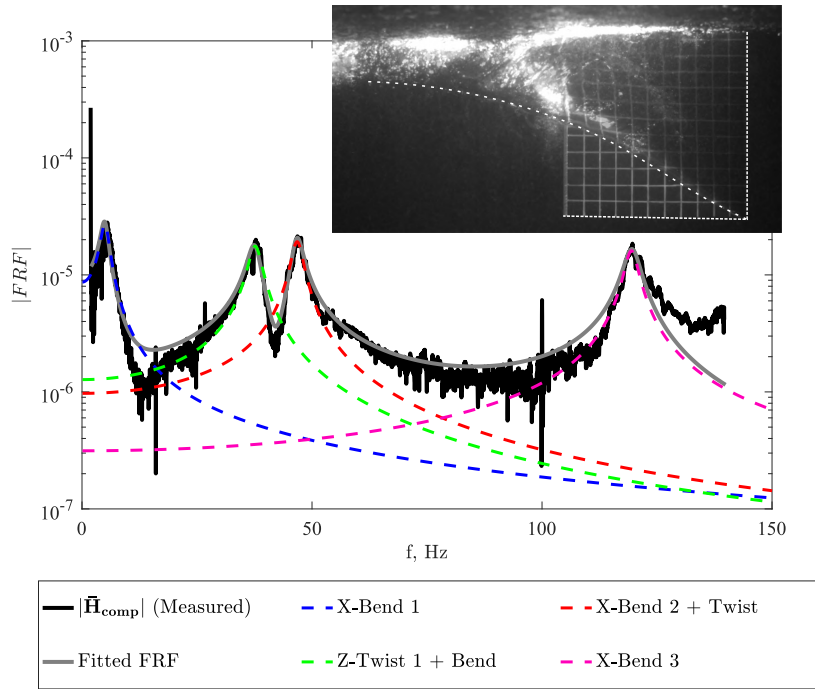 10^-3
10^-4
10^-5
10^-6
10^-7
|FRF|
0 50 100 150
f, Hz
|H̄_comp| (Measured) X-Bend 1 X-Bend 2 + Twist
Fitted FRF Z-Twist 1 + Bend X-Bend 3